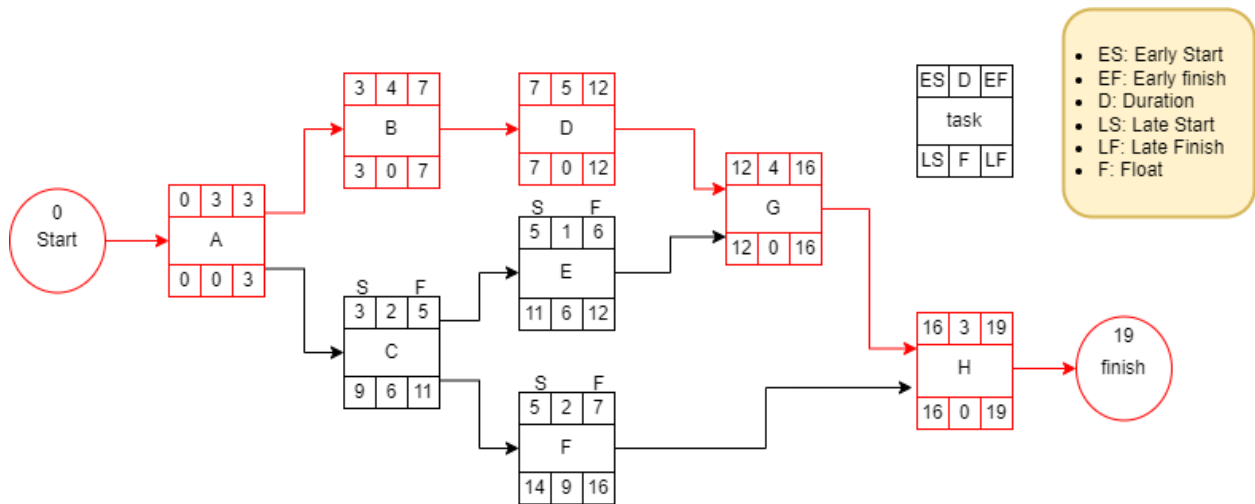 • ES: Early Start
• EF: Early finish
• D: Duration
• LS: Late Start
• LF: Late Finish
• F: Float
ES D EF
task
LS F LF
0
Start
0 3 3
A
0 0 3
3 4 7
B
3 0 7
7 5 12
D
7 0 12
S F
3 2 5
C
9 6 11
S F
5 1 6
E
11 6 12
S F
5 2 7
F
14 9 16
12 4 16
G
12 0 16
16 3 19
H
16 0 19
19
finish